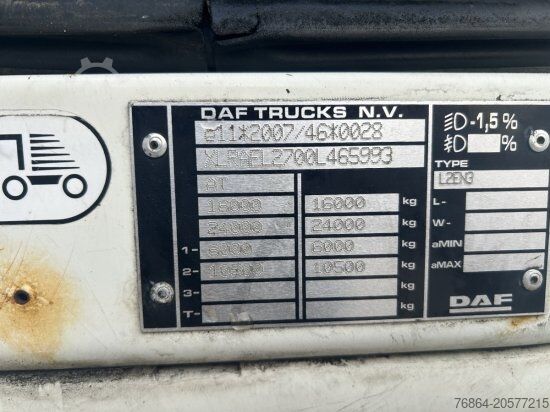 DAF TRUCKS N.V.
e11*2007/46*0028
XLRAEL2700L465993
AT
16000 16000 kg
24000 24000 kg
1- 6000 6000 kg
2- 10500 kg
3- kg
T- kg
-1,5 %
%
TYPE
L2EN3
L-
W-
aMIN
aMAX
DAF
76864-20577215